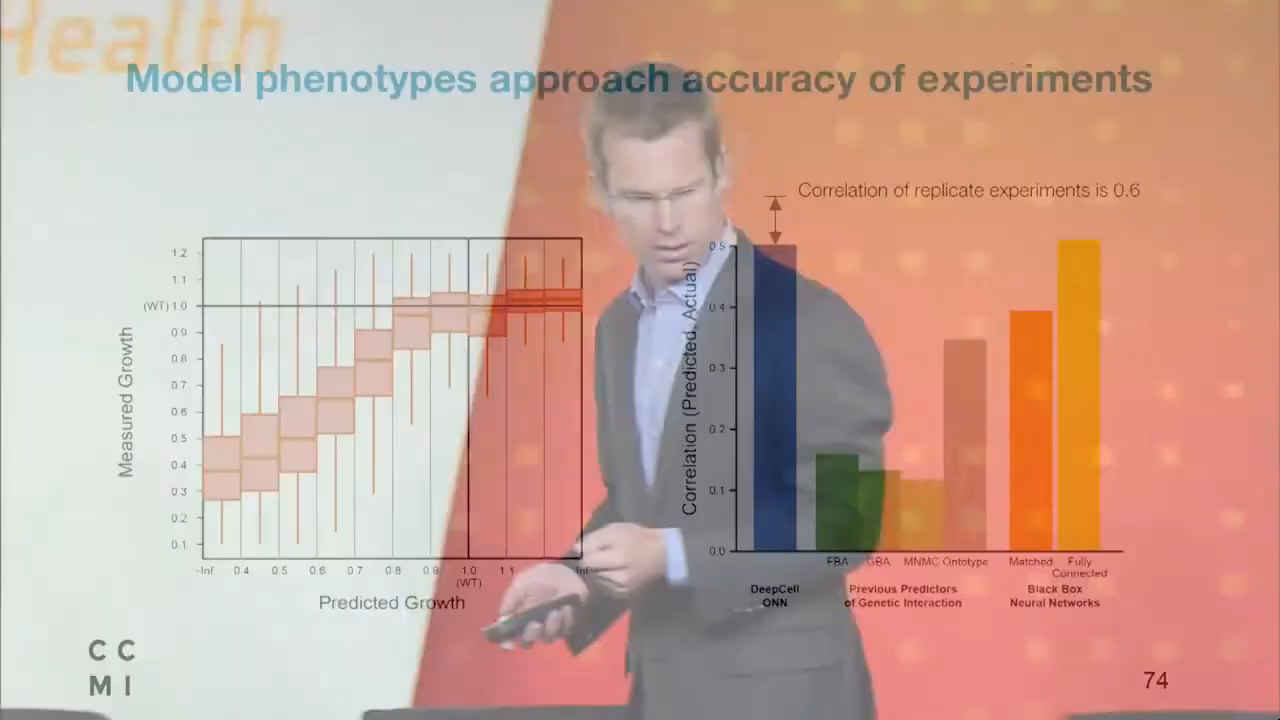 Health
Model phenotypes approach accuracy of experiments
Correlation of replicate experiments is 0.6
Measured Growth
1.2
1.1
(WT) 1.0
0.9
0.8
0.7
0.6
0.5
0.4
0.3
0.2
0.1
-Inf 0.4 0.5 0.6 0.7 0.8 0.9 1.0 1.1 Inf
(WT)
Predicted Growth
Correlation (Predicted, Actual)
0.5
0.4
0.3
0.2
0.1
0.0
FBA GBA MNMC Ontotype Matched Fully
Connected
DeepCell Previous Predictors Black Box
ONN of Genetic Interaction Neural Networks
C C
M I
74